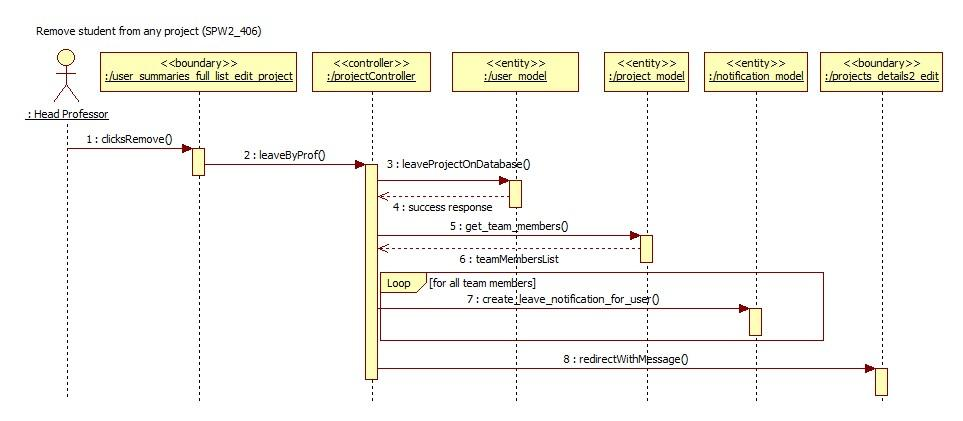 Remove student from any project (SPW2_406)
<<boundary>>
:/user_summaries_full_list_edit_project
<<controller>>
:/projectController
<<entity>>
:/user_model
<<entity>>
:/project_model
<<entity>>
:/notification_model
<<boundary>>
:/projects_details2_edit
: Head Professor
1 : clicksRemove()
2 : leaveByProf()
3 : leaveProjectOnDatabase()
4 : success response
5 : get_team_members()
6 : teamMembersList
Loop [for all team members]
7 : create_leave_notification_for_user()
8 : redirectWithMessage()